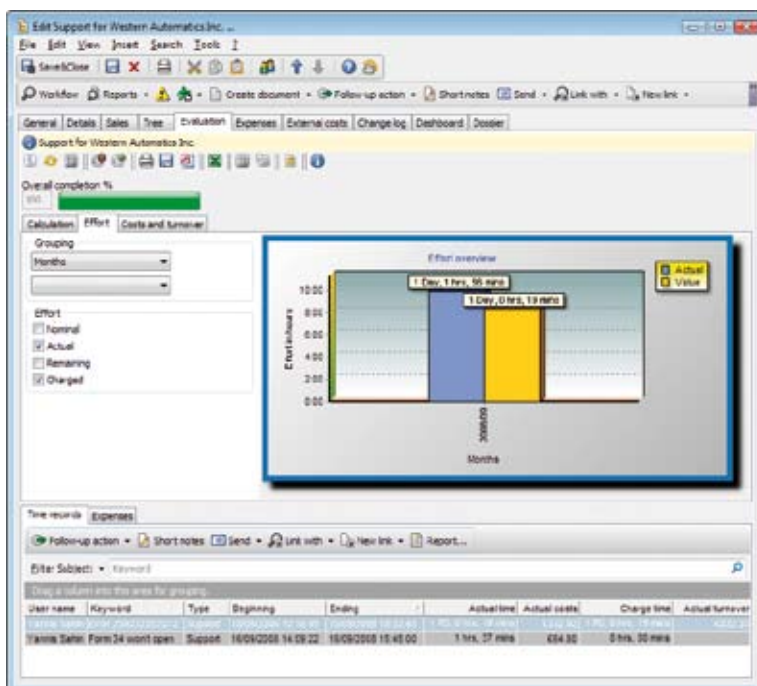 Edit Support for Western Automatics Inc. ...
File Edit View Insert Search Tools ?
Save&Close
Workflow Reports Create document Follow-up action Short notes Send Link with New link
General Details Sales Tree Evaluation Expenses External costs Change log Dashboard Dossier
Support for Western Automatics Inc.
Overall completion %
Calculation Effort Costs and turnover
Grouping
Months
Effort
Nominal
Actual
Remaining
Charged
Effort overview
Actual
Value
1 Day, 1 hrs, 56 mins
1 Day, 0 hrs, 19 mins
10:00
8:00
6:00
4:00
2:00
0:00
Effort in hours
Months
Time records Expenses
Follow-up action Short notes Send Link with New link Report...
Filter Subject: Keyword
Drag a column into this area for grouping.
User name Keyword Type Beginning Ending Actual time Actual costs Charge time Actual turnover
Yannis Sahin Form 34 won't open Support 16/09/2008 14:09:22 16/09/2008 15:45:00 1 hrs, 37 mins £64.80 0 hrs, 30 mins